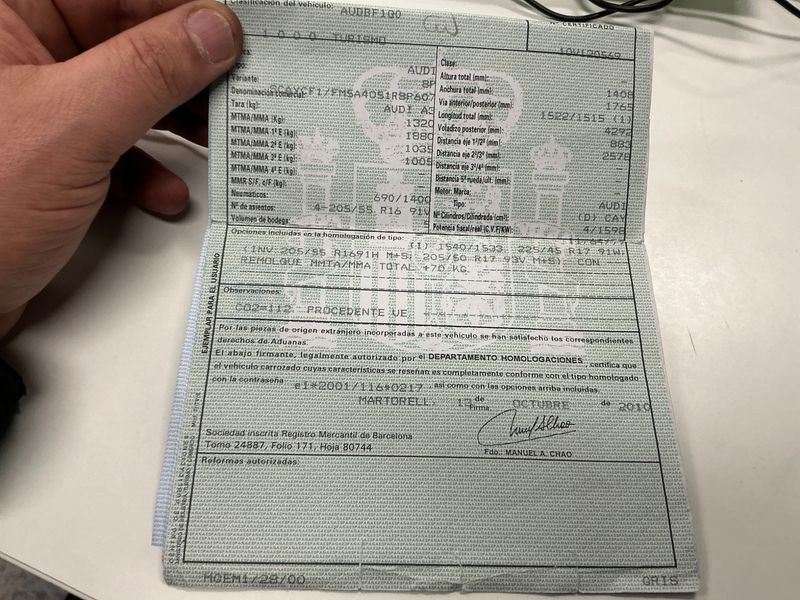 Clasificación del vehículo:
AUDBF1Q0
Nº CERTIFICADO
1000 TURISMO
AUDI
8P
Variante:
Denominación comercial:
AUDI A3
Tara (kg): 1320
MTMA/MMA (Kg): 1880
MTMA/MMA 1º E (kg): 1035
MTMA/MMA 2º E (kg): 1005
MTMA/MMA 3º E (kg):
MTMA/MMA 4º E (kg):
MMR S/F, c/F (kg): 690/1400
Neumáticos: 4-205/55 R16 91V
Nº de asientos:
Volumen de bodega:
Clase: -
Altura total (mm): 1408
Anchura total (mm): 1765
Vía anterior/posterior (mm): 1522/1515 (1)
Longitud total (mm): 4292
Voladizo posterior (mm): 883
Distancia eje 1º/2º (mm): 2578
Distancia eje 2º/3º (mm):
Distancia eje 3º/4º (mm):
Distancia 5ª rueda/ult. (mm): -
Motor: Marca: AUDI
Tipo: (D) CAY
Nº Cilindros/Cilindrada (cm³): 4/1598
Potencia fiscal/real (C.V.F/KW):
Opciones incluidas en la homologación de tipo:
(1) 1540/1533 225/45 R17 91W
(INV.205/55 R1691H M+S) 205/50 R17 93V M+S) CON
REMOLQUE MMTA/MMA TOTAL +70 KG.
Observaciones:
CO2=112 PROCEDENTE UE
Por las piezas de origen extranjero incorporadas a este vehículo se han satisfecho los correspondientes
derechos de Aduanas.
El abajo firmante, legalmente autorizado por el DEPARTAMENTO HOMOLOGACIONES, certifica que
el vehículo carrozado cuyas características se reseñan es completamente conforme con el tipo homologado
con la contraseña e1*2001/116*0217, así como con las opciones arriba incluidas.
MARTORELL, 13 de OCTUBRE de 2010
Firma
Sociedad inscrita Registro Mercantil de Barcelona
Tomo 24887, Folio 171, Hoja 80744
Fdo.: MANUEL A. CHAO
Reformas autorizadas:
EJEMPLAR PARA EL USUARIO
MGEM1/28/00
GRIS